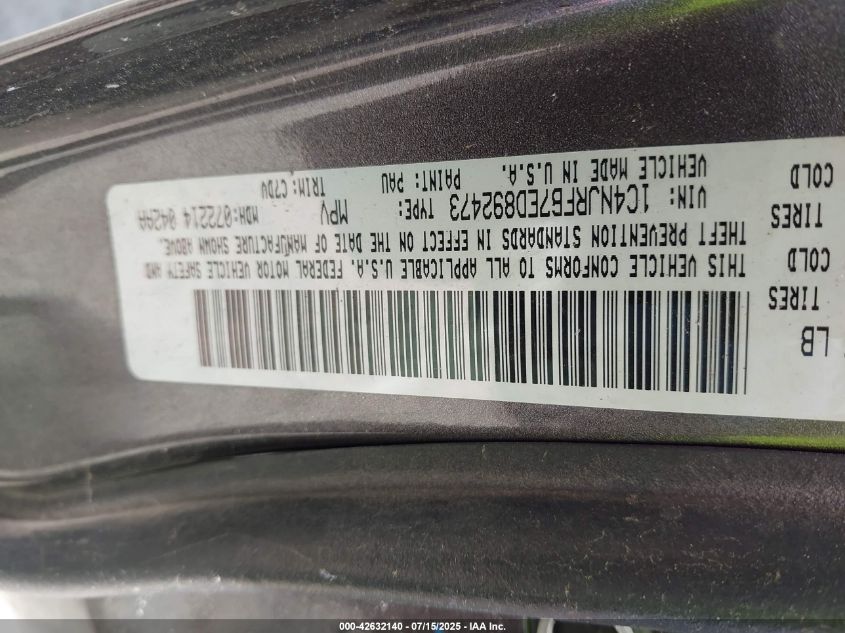 LB
TIRES
COLD
TIRES
COLD
THIS VEHICLE CONFORMS TO ALL APPLICABLE U.S.A. FEDERAL MOTOR VEHICLE SAFETY AND
THEFT PREVENTION STANDARDS IN EFFECT ON THE DATE OF MANUFACTURE SHOWN ABOVE.
VIN: 1C4NJRFB7ED892473 TYPE: MPV MDH:072214 042AA
VEHICLE MADE IN U.S.A. PAINT: PAU TRIM: C7DV
000-42632140 - 07/15/2025 - IAA Inc.